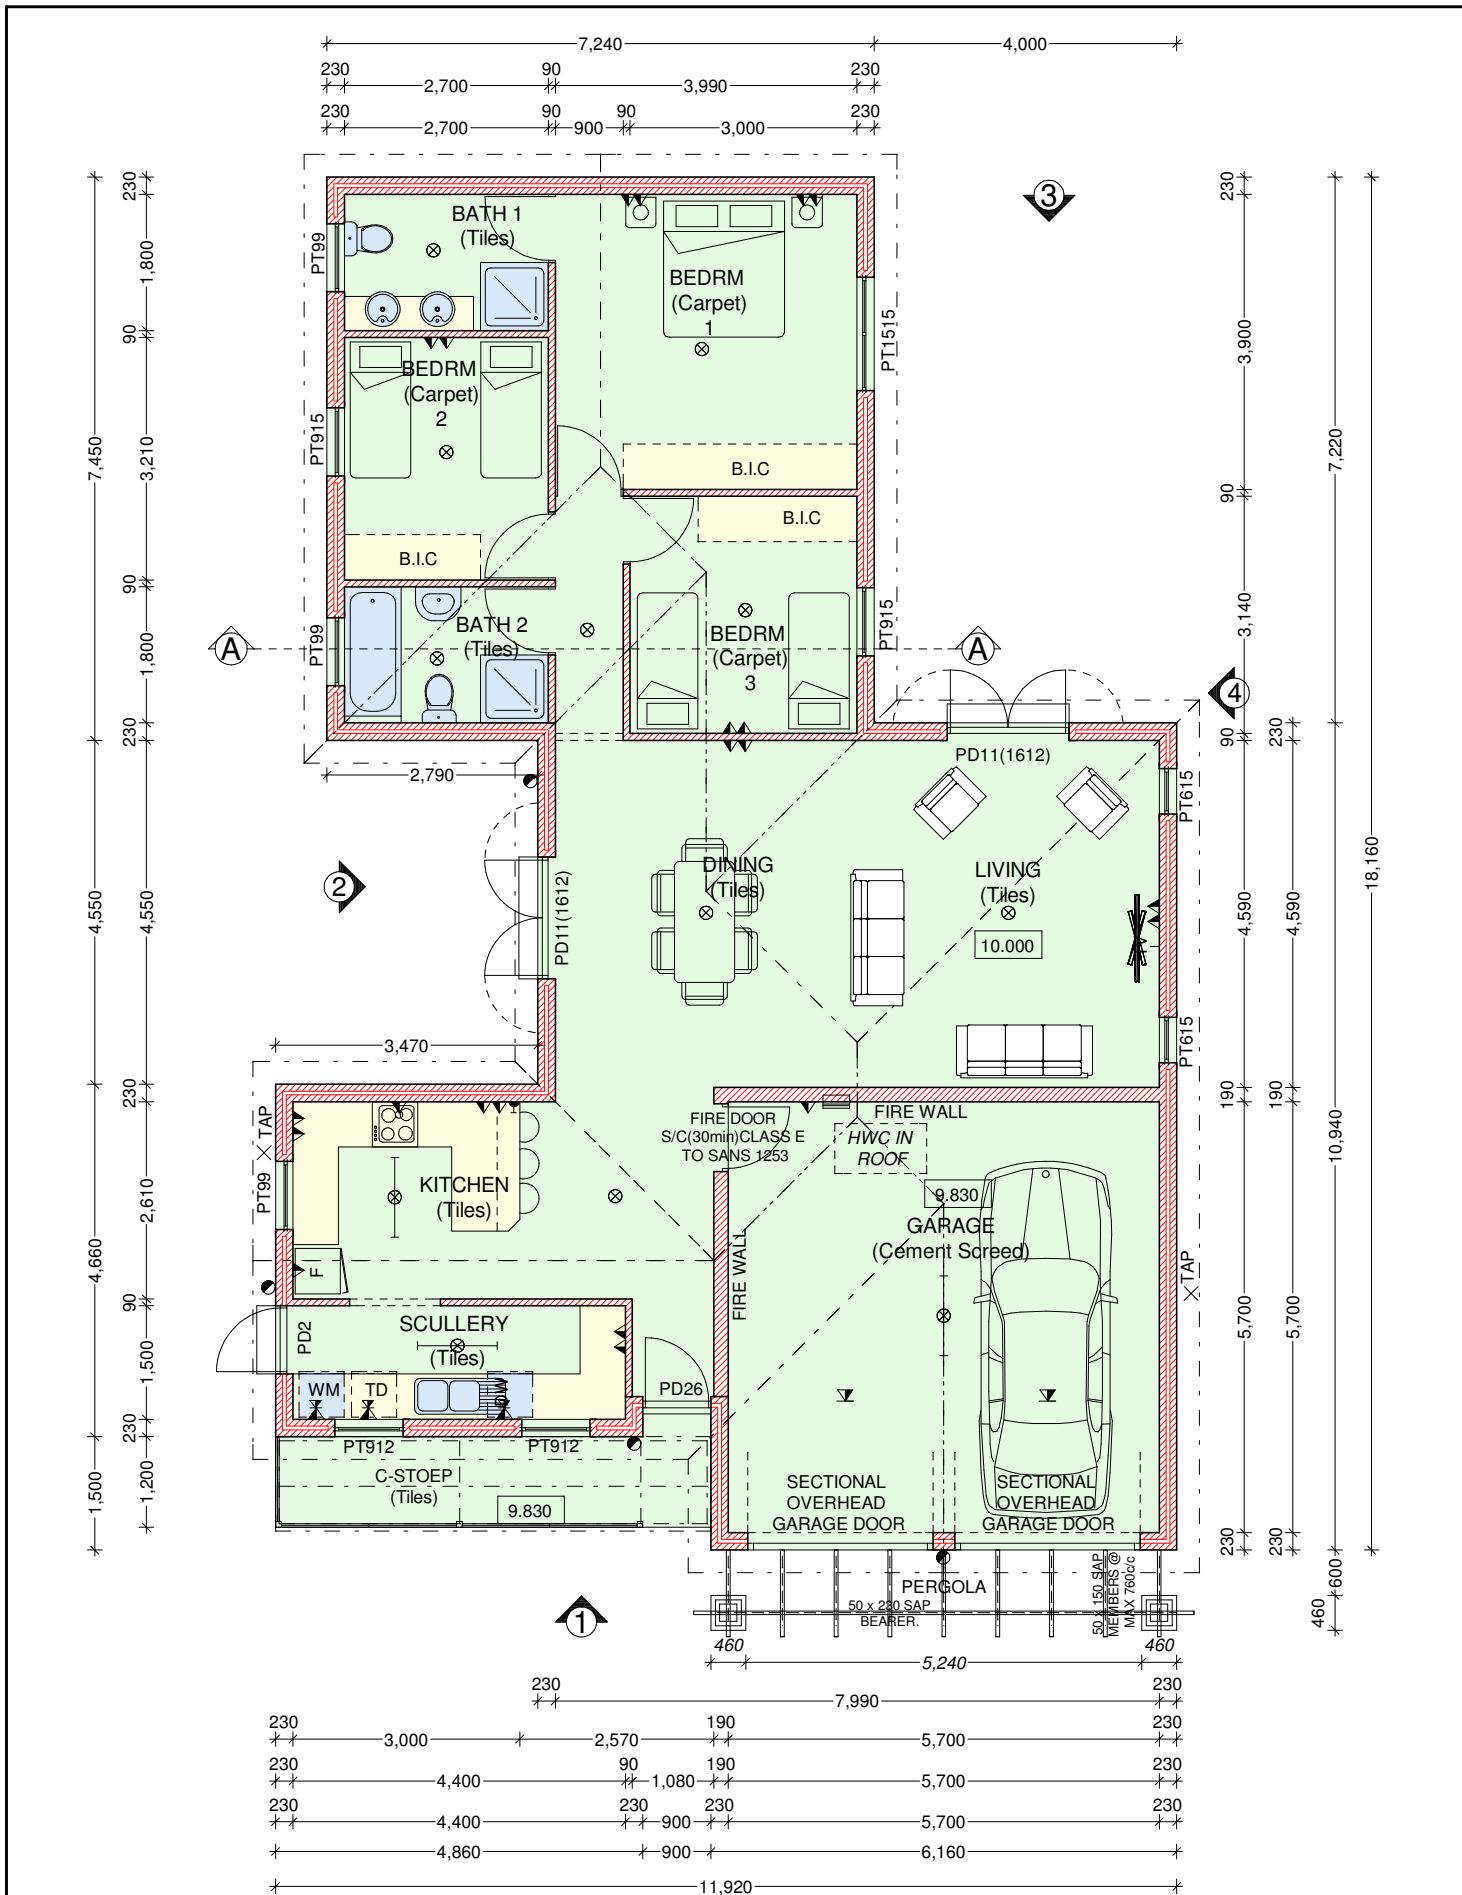 7,240
4,000
230
2,700
90
3,990
230
230
2,700
90
900
90
3,000
230
230
1,800
90
3,210
90
1,800
230
4,550
230
2,610
90
1,500
230
1,200
7,450
4,550
4,660
1,500
BATH 1
(Tiles)
BEDRM
(Carpet)
1
PT99
PT1515
BEDRM
(Carpet)
2
PT915
B.I.C
B.I.C
B.I.C
BATH 2
(Tiles)
PT99
BEDRM
(Carpet)
3
PT915
A
A
3
4
2
1
230
3,900
90
3,140
90
4,590
190
5,700
230
230
4,590
190
5,700
230
7,220
10,940
600
460
18,160
2,790
PD11(1612)
PD11(1612)
PT615
PT615
DINING
(Tiles)
LIVING
(Tiles)
10.000
3,470
TAP
PT99
FIRE DOOR
S/C(30min)CLASS E
TO SANS 1253
FIRE WALL
HWC IN
ROOF
KITCHEN
(Tiles)
F
9.830
GARAGE
(Cement Screed)
FIRE WALL
TAP
PD2
SCULLERY
(Tiles)
WM
TD
PD26
PT912
PT912
C-STOEP
(Tiles)
9.830
SECTIONAL
OVERHEAD
GARAGE DOOR
SECTIONAL
OVERHEAD
GARAGE DOOR
PERGOLA
50 x 230 SAP
BEARER.
50 x 150 SAP
MEMBERS @
MAX 760c/c
460
5,240
460
230
7,990
230
230
3,000
2,570
190
5,700
230
230
4,400
90
1,080
190
5,700
230
230
4,400
230
900
230
5,700
230
4,860
900
6,160
11,920